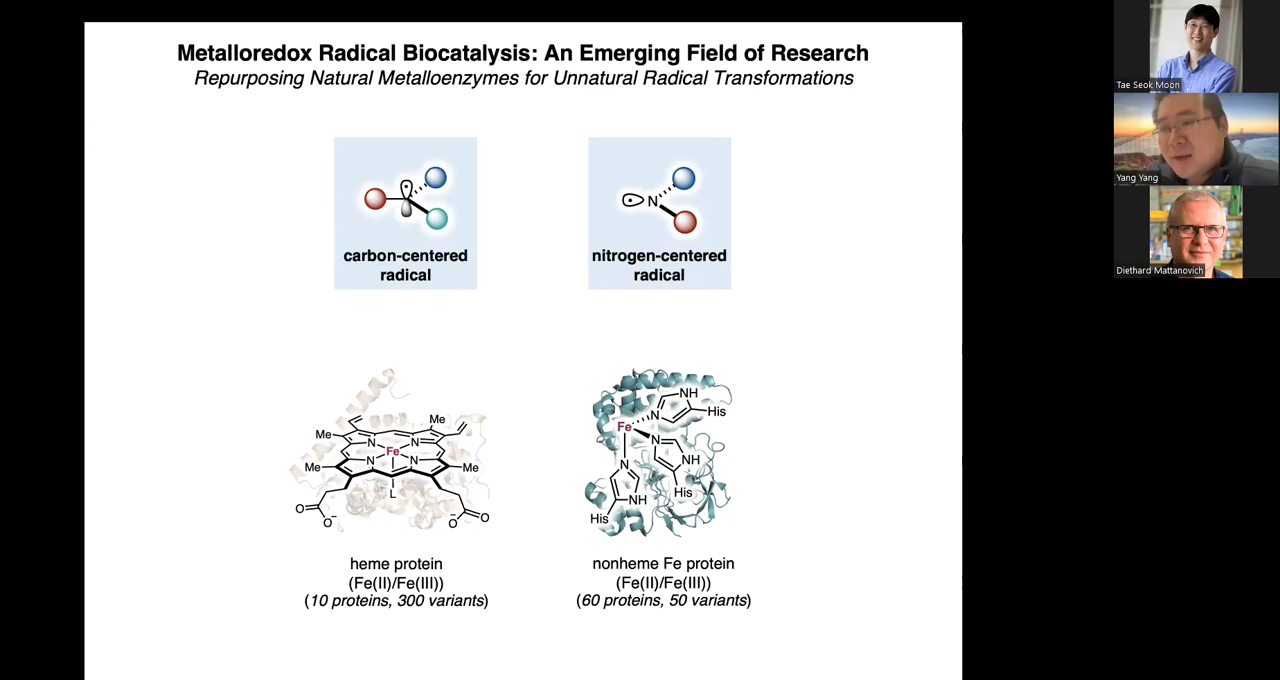 Metalloredox Radical Biocatalysis: An Emerging Field of Research
Repurposing Natural Metalloenzymes for Unnatural Radical Transformations
carbon-centered
radical
N
nitrogen-centered
radical
Me
Me
N
N
Fe
N
N
Me
Me
L
O
O
−
−
O
O
heme protein
(Fe(II)/Fe(III))
(10 proteins, 300 variants)
NH
N
His
Fe
N
NH
N
His
NH
His
nonheme Fe protein
(Fe(II)/Fe(III))
(60 proteins, 50 variants)
Tae Seok Moon
Yang Yang
Diethard Mattanovich